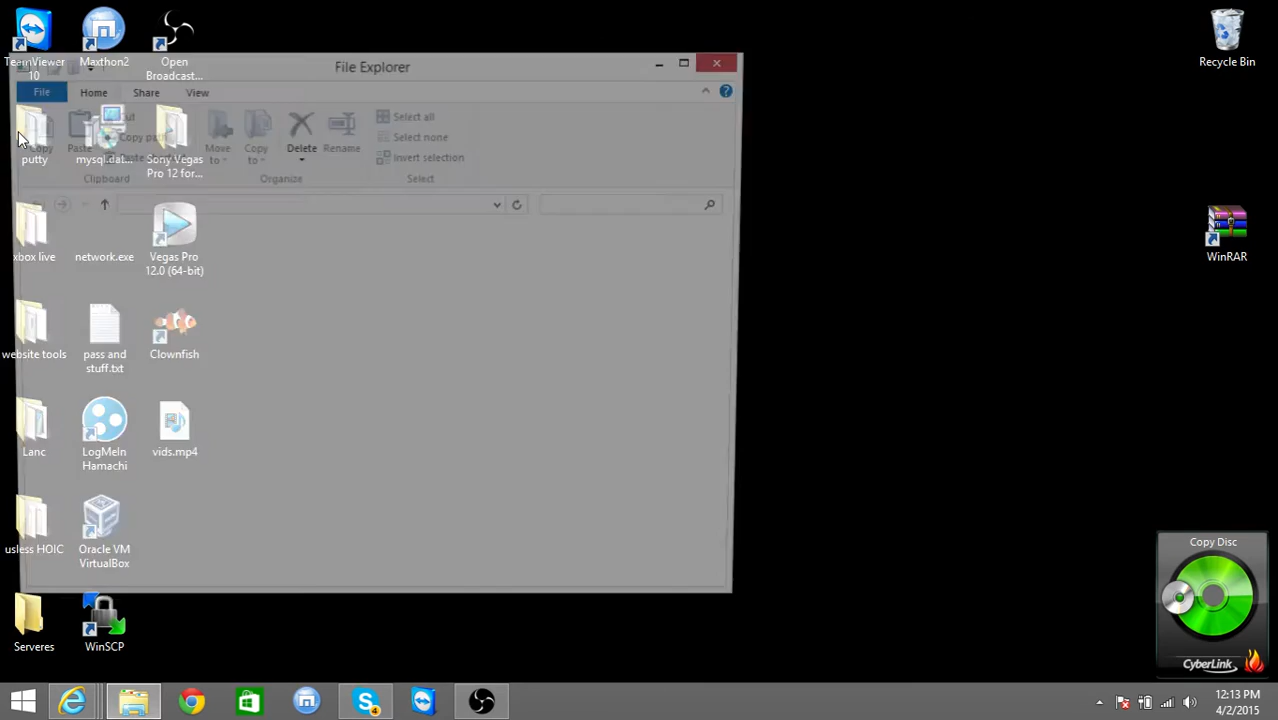 TeamViewer
10
Maxthon2
Open
Broadcast...
Recycle Bin
File Explorer
File
Home
Share
View
Copy
Paste
Cut
Copy path
Move
to
Copy
to
Delete
Rename
Select all
Select none
Invert selection
Clipboard
Organize
Select
putty
mysql.dat...
Sony Vegas
Pro 12 for...
xbox live
network.exe
Vegas Pro
12.0 (64-bit)
WinRAR
website tools
pass and
stuff.txt
Clownfish
Lanc
LogMeIn
Hamachi
vids.mp4
usless HOIC
Oracle VM
VirtualBox
Copy Disc
CyberLink
Serveres
WinSCP
4
12:13 PM
4/2/2015